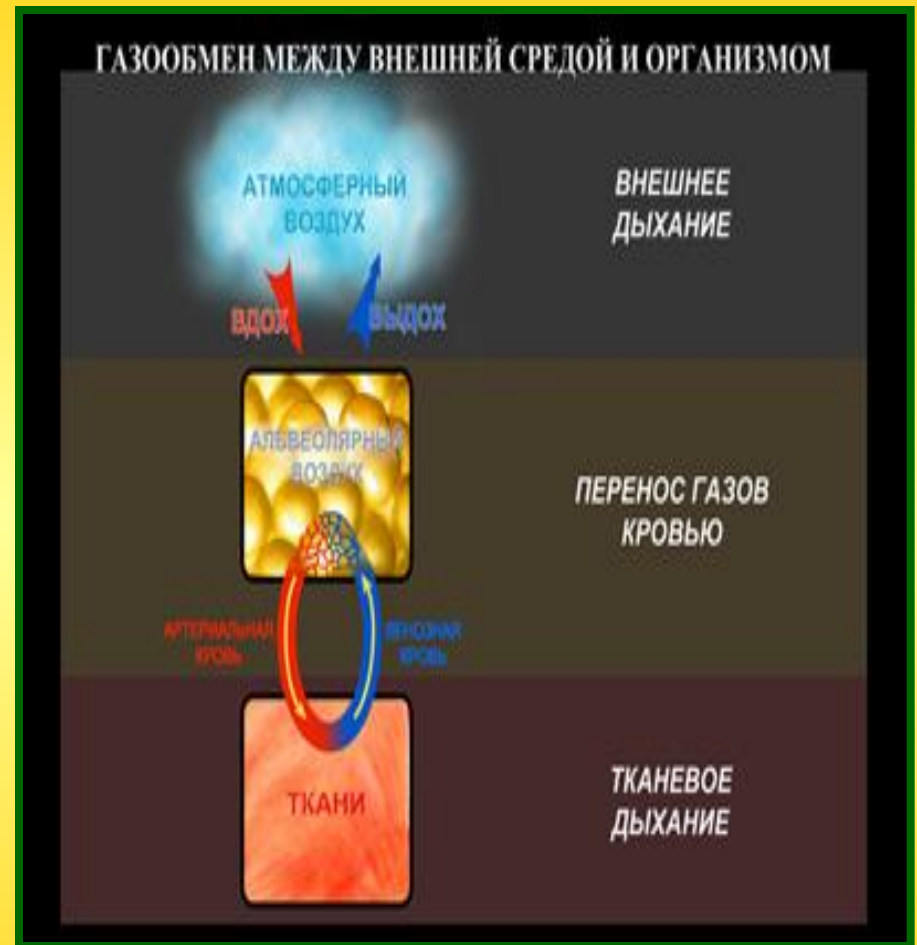 ГАЗООБМЕН МЕЖДУ ВНЕШНЕЙ СРЕДОЙ И ОРГАНИЗМОМ
АТМОСФЕРНЫЙ
ВОЗДУХ
ВНЕШНЕЕ
ДЫХАНИЕ
ВДОХ
ВЫДОХ
АЛЬВЕОЛЯРНЫЙ
ВОЗДУХ
ПЕРЕНОС ГАЗОВ
КРОВЬЮ
АРТЕРИАЛЬНАЯ
КРОВЬ
ВЕНОЗНАЯ
КРОВЬ
ТКАНИ
ТКАНЕВОЕ
ДЫХАНИЕ